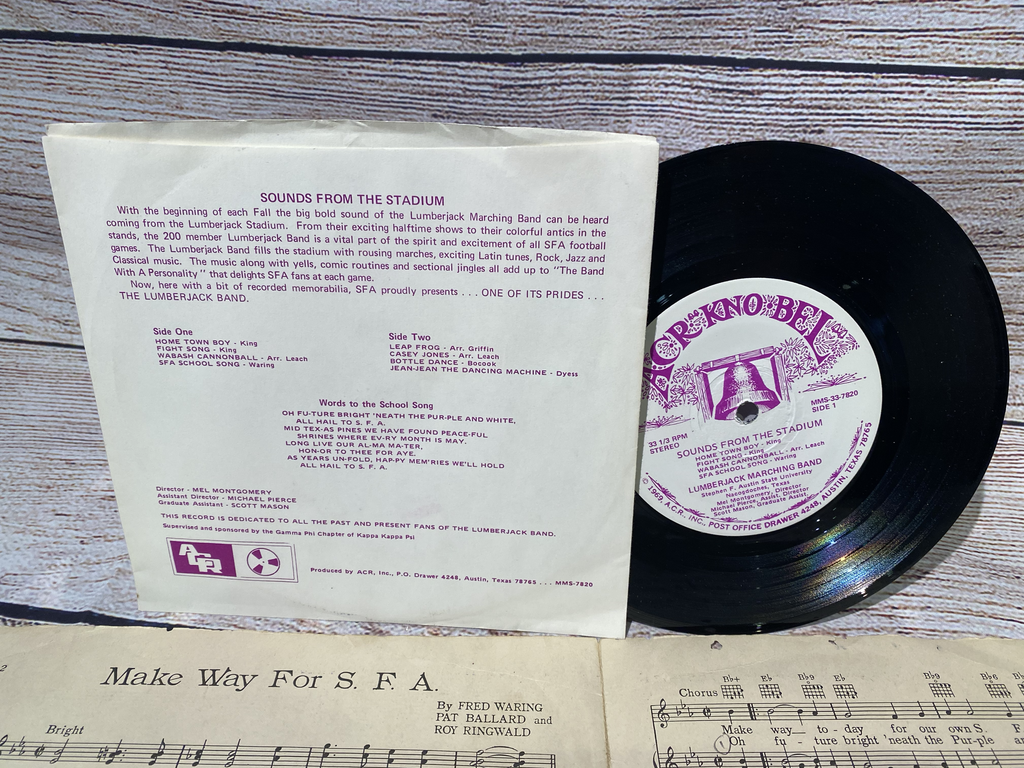 SOUNDS FROM THE STADIUM
With the beginning of each Fall the big bold sound of the Lumberjack Marching Band can be heard
coming from the Lumberjack Stadium. From their exciting halftime shows to their colorful antics in the
stands, the 200 member Lumberjack Band is a vital part of the spirit and excitement of all SFA football
games. The Lumberjack Band fills the stadium with rousing marches, exciting Latin tunes, Rock, Jazz and
Classical music. The music along with yells, comic routines and sectional jingles all add up to "The Band
With A Personality" that delights SFA fans at each game.
Now, here with a bit of recorded memorabilia, SFA proudly presents . . . ONE OF ITS PRIDES . . .
THE LUMBERJACK BAND.
Side One
HOME TOWN BOY - King
FIGHT SONG - King
WABASH CANNONBALL - Arr. Leach
SFA SCHOOL SONG - Waring
Side Two
LEAP FROG - Arr. Griffin
CASEY JONES - Arr. Leach
BOTTLE DANCE - Bocook
JEAN-JEAN THE DANCING MACHINE - Dyess
Words to the School Song
OH FU-TURE BRIGHT 'NEATH THE PUR-PLE AND WHITE,
ALL HAIL TO S. F. A.
MID TEX-AS PINES WE HAVE FOUND PEACE-FUL
SHRINES WHERE EV-RY MONTH IS MAY.
LONG LIVE OUR AL-MA MA-TER,
HON-OR TO THEE FOR AYE.
AS YEARS UN-FOLD, HAP-PY MEM'RIES WE'LL HOLD
ALL HAIL TO S. F. A.
Director - MEL MONTGOMERY
Assistant Director - MICHAEL PIERCE
Graduate Assistant - SCOTT MASON
THIS RECORD IS DEDICATED TO ALL THE PAST AND PRESENT FANS OF THE LUMBERJACK BAND.
Supervised and sponsored by the Gamma Phi Chapter of Kappa Kappa Psi
ACR
Produced by ACR, Inc., P.O. Drawer 4248, Austin, Texas 78765 . . . MMS-7820
ACR KNO-BEL
MMS-33-7820
SIDE 1
33 1/3 RPM
STEREO
SOUNDS FROM THE STADIUM
HOME TOWN BOY - King
FIGHT SONG - King
WABASH CANNONBALL - Arr. Leach
SFA SCHOOL SONG - Waring
LUMBERJACK MARCHING BAND
Stephen F. Austin State University
Nacogdoches, Texas
Mel Montgomery, Director
Michael Pierce, Assist. Director
Scott Mason, Graduate Assist.
© 1969, A.C.R., INC., POST OFFICE DRAWER 4248, AUSTIN, TEXAS 78765
2
Make Way For S. F. A.
By FRED WARING
PAT BALLARD and
ROY RINGWALD
Bright
Chorus
Bb+ Eb Bb9 Eb Bb9 Bb6
Make way to - day for our own S. F.
1 Oh fu - ture bright 'neath the Pur-ple